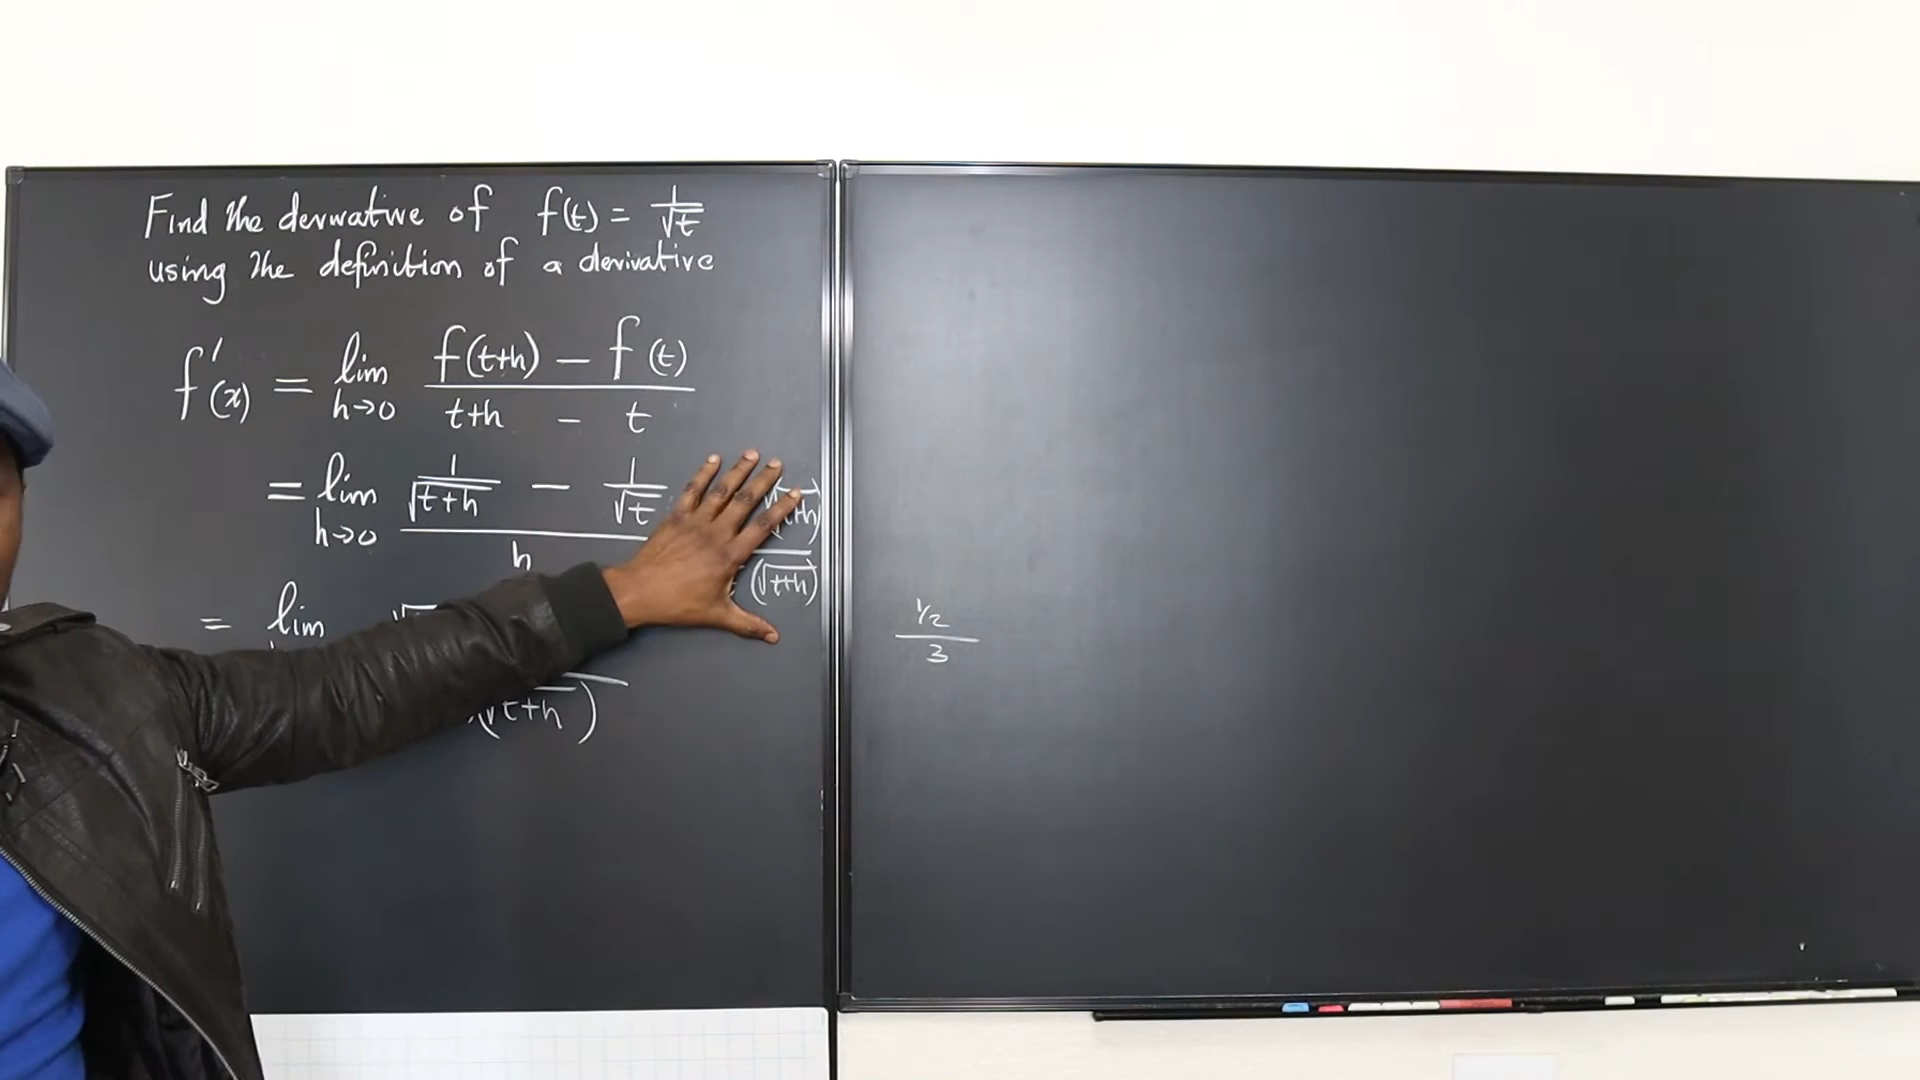 Find the derivative of f(t) = 1/√t
using the definition of a derivative
f'(x) = lim h→0 (f(t+h) − f(t)) / (t+h − t)
= lim h→0 (1/√(t+h) − 1/√t) / h (√(t+h)) / (√(t+h))
= lim (√t+h)
1/2
3